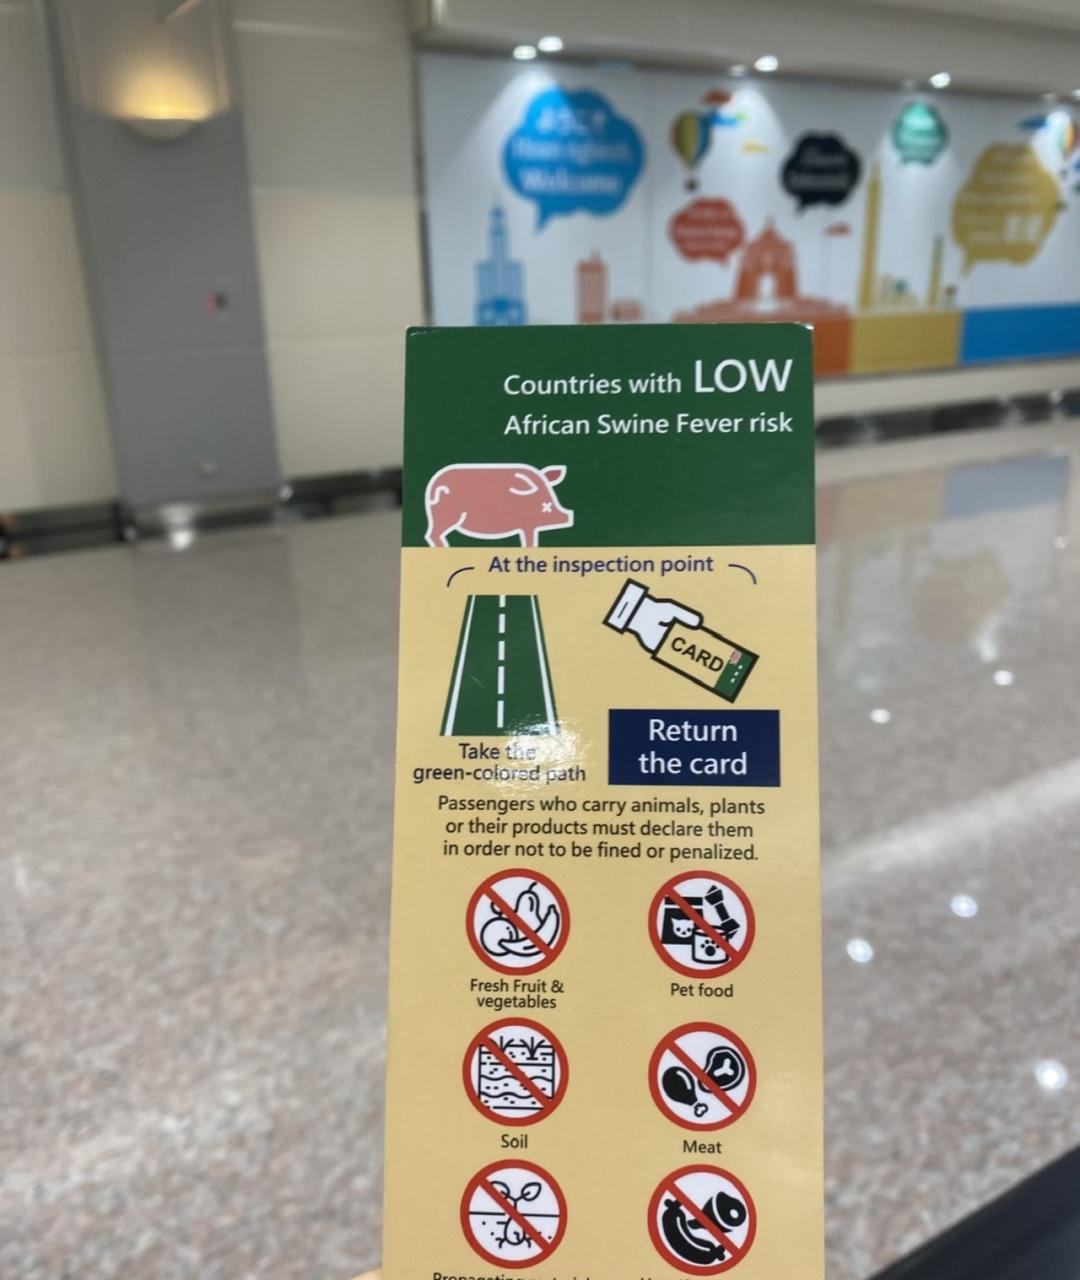 Welcome
Countries with LOW
African Swine Fever risk
At the inspection point
CARD
Take the
green-colored path
Return
the card
Passengers who carry animals, plants
or their products must declare them
in order not to be fined or penalized.
Fresh Fruit &
vegetables
Pet food
Soil
Meat